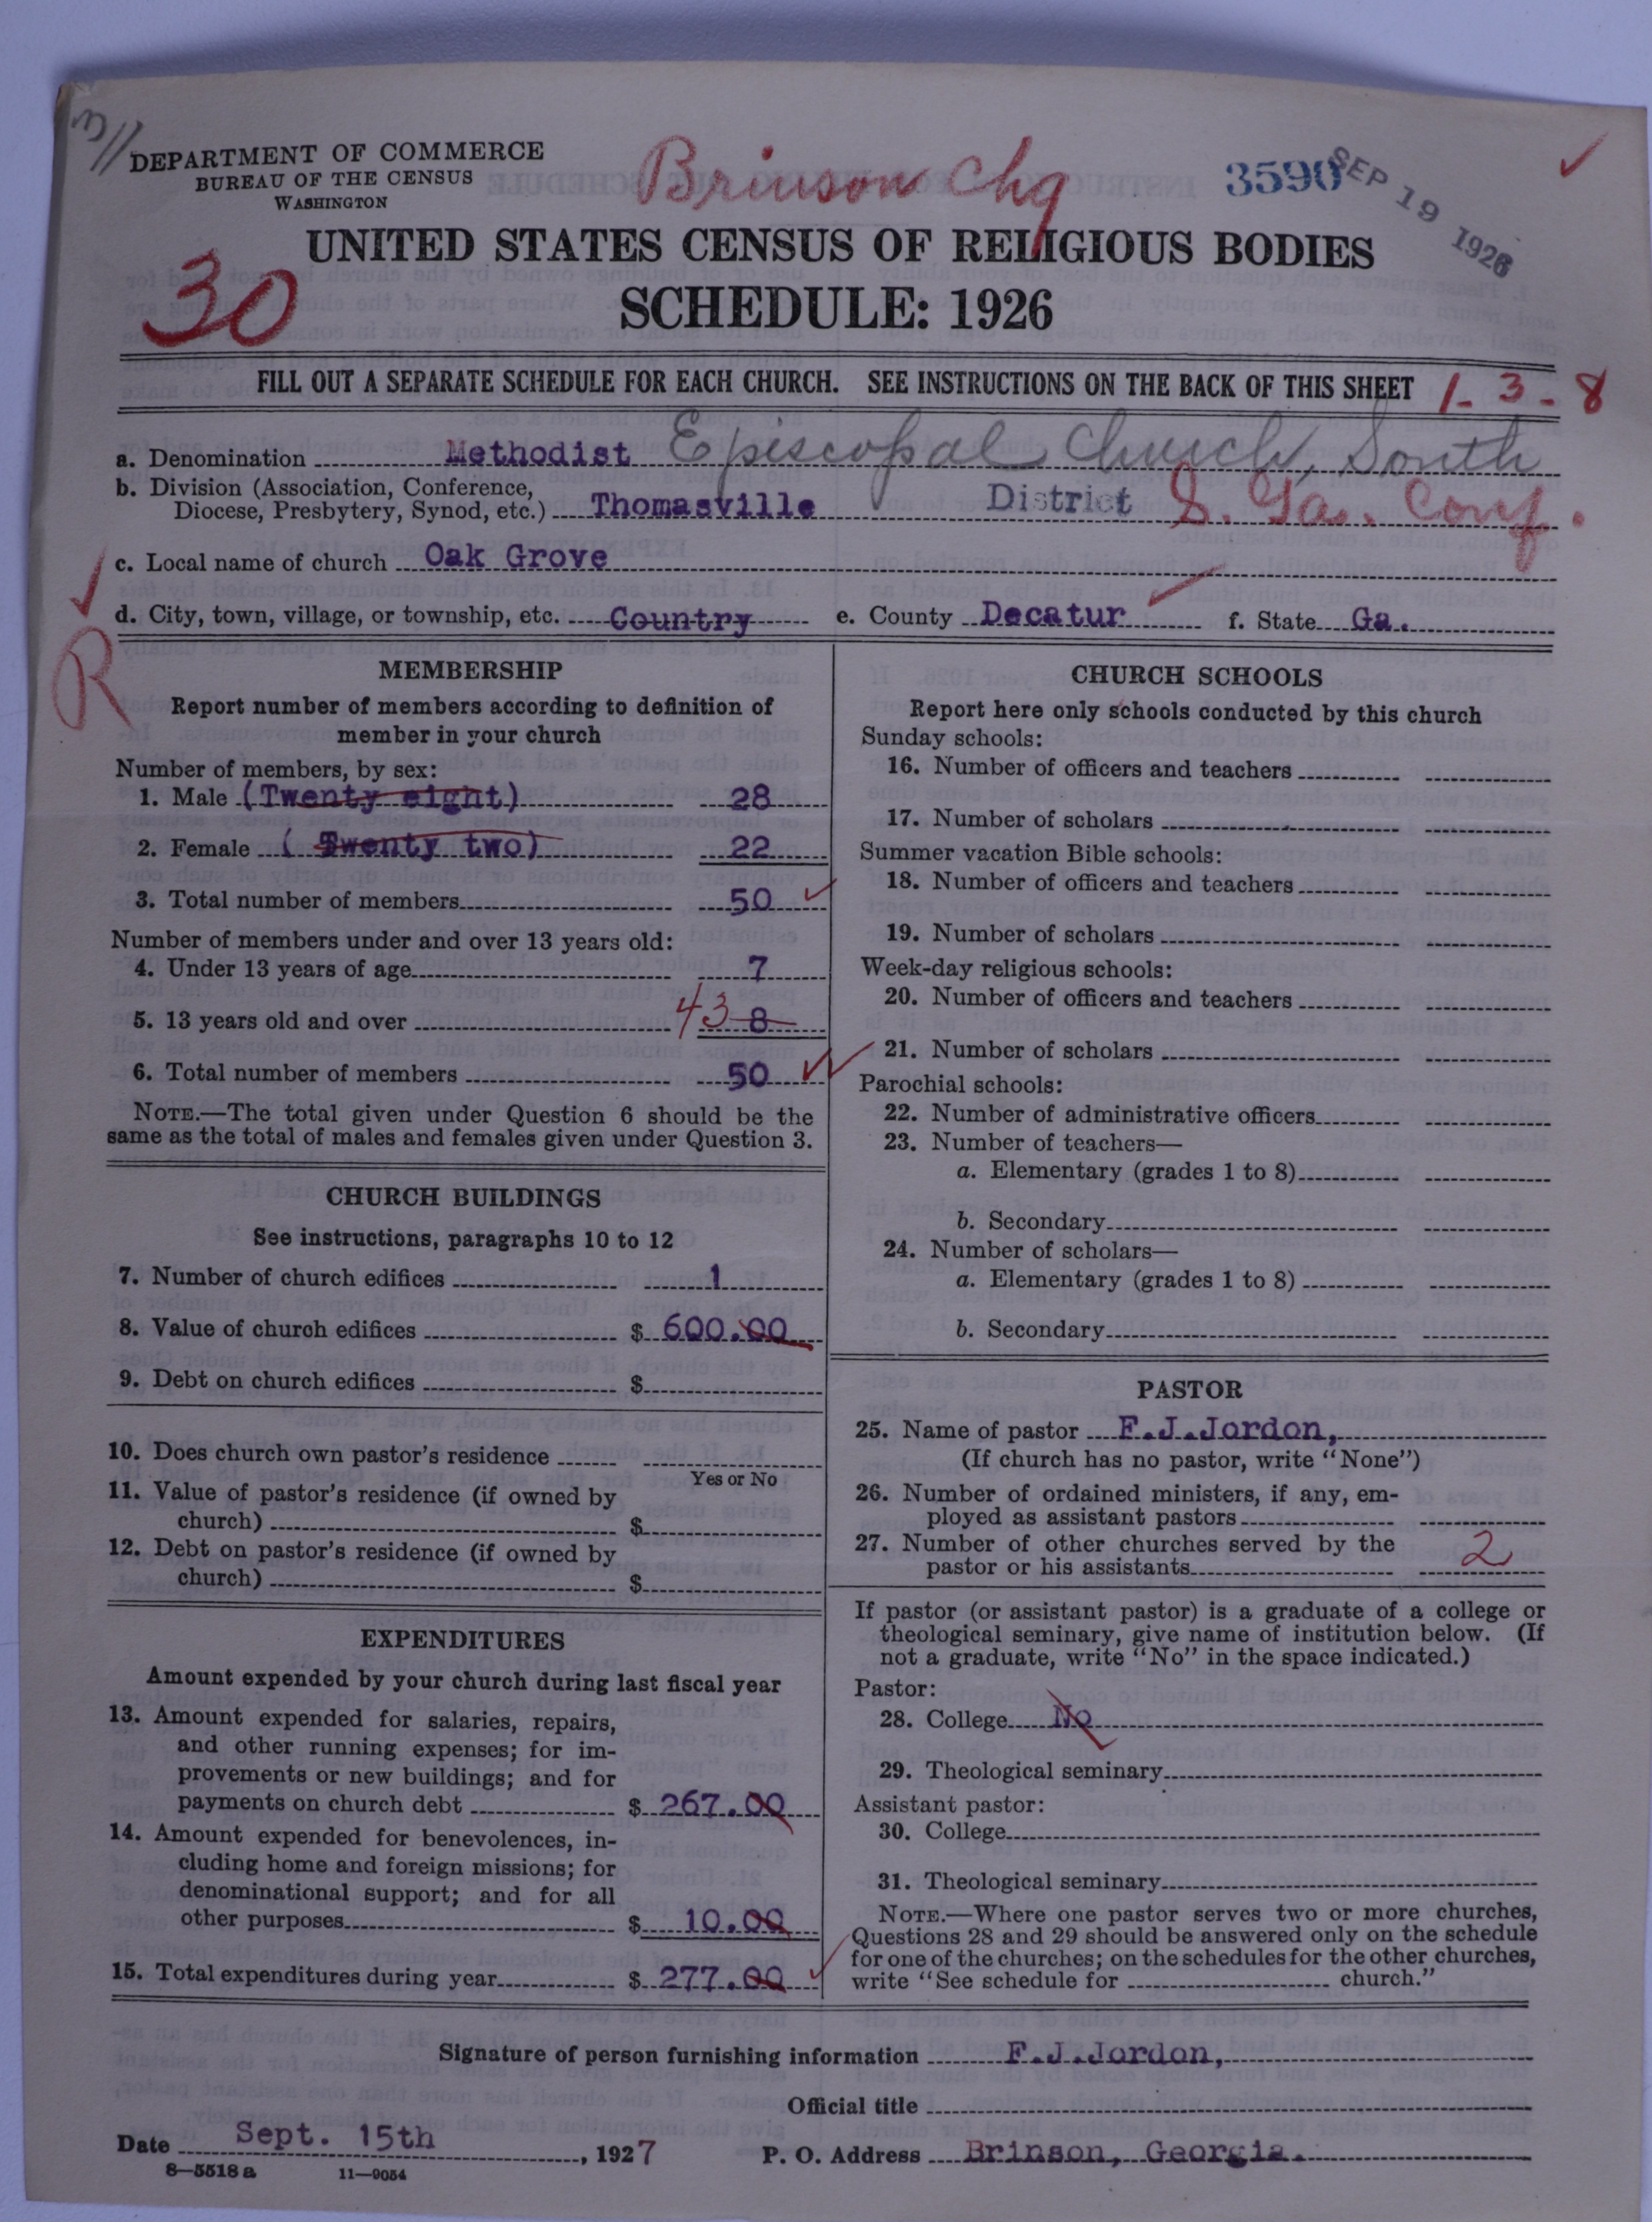 3//
DEPARTMENT OF COMMERCE
BUREAU OF THE CENSUS
WASHINGTON
Brinson Chg
3590
SEP 19 1926
30
UNITED STATES CENSUS OF RELIGIOUS BODIES
SCHEDULE: 1926
FILL OUT A SEPARATE SCHEDULE FOR EACH CHURCH. SEE INSTRUCTIONS ON THE BACK OF THIS SHEET
1-3-8
a. Denomination Methodist Episcopal Church, South
b. Division (Association, Conference,
Diocese, Presbytery, Synod, etc.) Thomasville District S. Ga. Conf.
c. Local name of church Oak Grove
d. City, town, village, or township, etc. Country e. County Decatur f. State Ga.
R
MEMBERSHIP
Report number of members according to definition of
member in your church
Number of members, by sex:
1. Male (Twenty eight) 28
2. Female ( Twenty two) 22
3. Total number of members 50
Number of members under and over 13 years old:
4. Under 13 years of age 7
5. 13 years old and over 43 8
6. Total number of members 50
NOTE.—The total given under Question 6 should be the
same as the total of males and females given under Question 3.
CHURCH BUILDINGS
See instructions, paragraphs 10 to 12
7. Number of church edifices 1
8. Value of church edifices $ 600.00
9. Debt on church edifices $
10. Does church own pastor's residence
Yes or No
11. Value of pastor's residence (if owned by
church) $
12. Debt on pastor's residence (if owned by
church) $
EXPENDITURES
Amount expended by your church during last fiscal year
13. Amount expended for salaries, repairs,
and other running expenses; for im-
provements or new buildings; and for
payments on church debt $ 267.00
14. Amount expended for benevolences, in-
cluding home and foreign missions; for
denominational support; and for all
other purposes $ 10.00
15. Total expenditures during year $ 277.00
CHURCH SCHOOLS
Report here only schools conducted by this church
Sunday schools:
16. Number of officers and teachers
17. Number of scholars
Summer vacation Bible schools:
18. Number of officers and teachers
19. Number of scholars
Week-day religious schools:
20. Number of officers and teachers
21. Number of scholars
Parochial schools:
22. Number of administrative officers
23. Number of teachers—
a. Elementary (grades 1 to 8)
b. Secondary
24. Number of scholars—
a. Elementary (grades 1 to 8)
b. Secondary
PASTOR
25. Name of pastor F.J.Jordon,
(If church has no pastor, write "None")
26. Number of ordained ministers, if any, em-
ployed as assistant pastors
27. Number of other churches served by the
pastor or his assistants 2
If pastor (or assistant pastor) is a graduate of a college or
theological seminary, give name of institution below. (If
not a graduate, write "No" in the space indicated.)
Pastor:
28. College No
29. Theological seminary
Assistant pastor:
30. College
31. Theological seminary
NOTE.—Where one pastor serves two or more churches,
Questions 28 and 29 should be answered only on the schedule
for one of the churches; on the schedules for the other churches,
write "See schedule for church."
Signature of person furnishing information F.J.Jordon,
Official title
Date Sept. 15th, 1927 P. O. Address Brinson, Georgia.
8—5518 a 11—9054